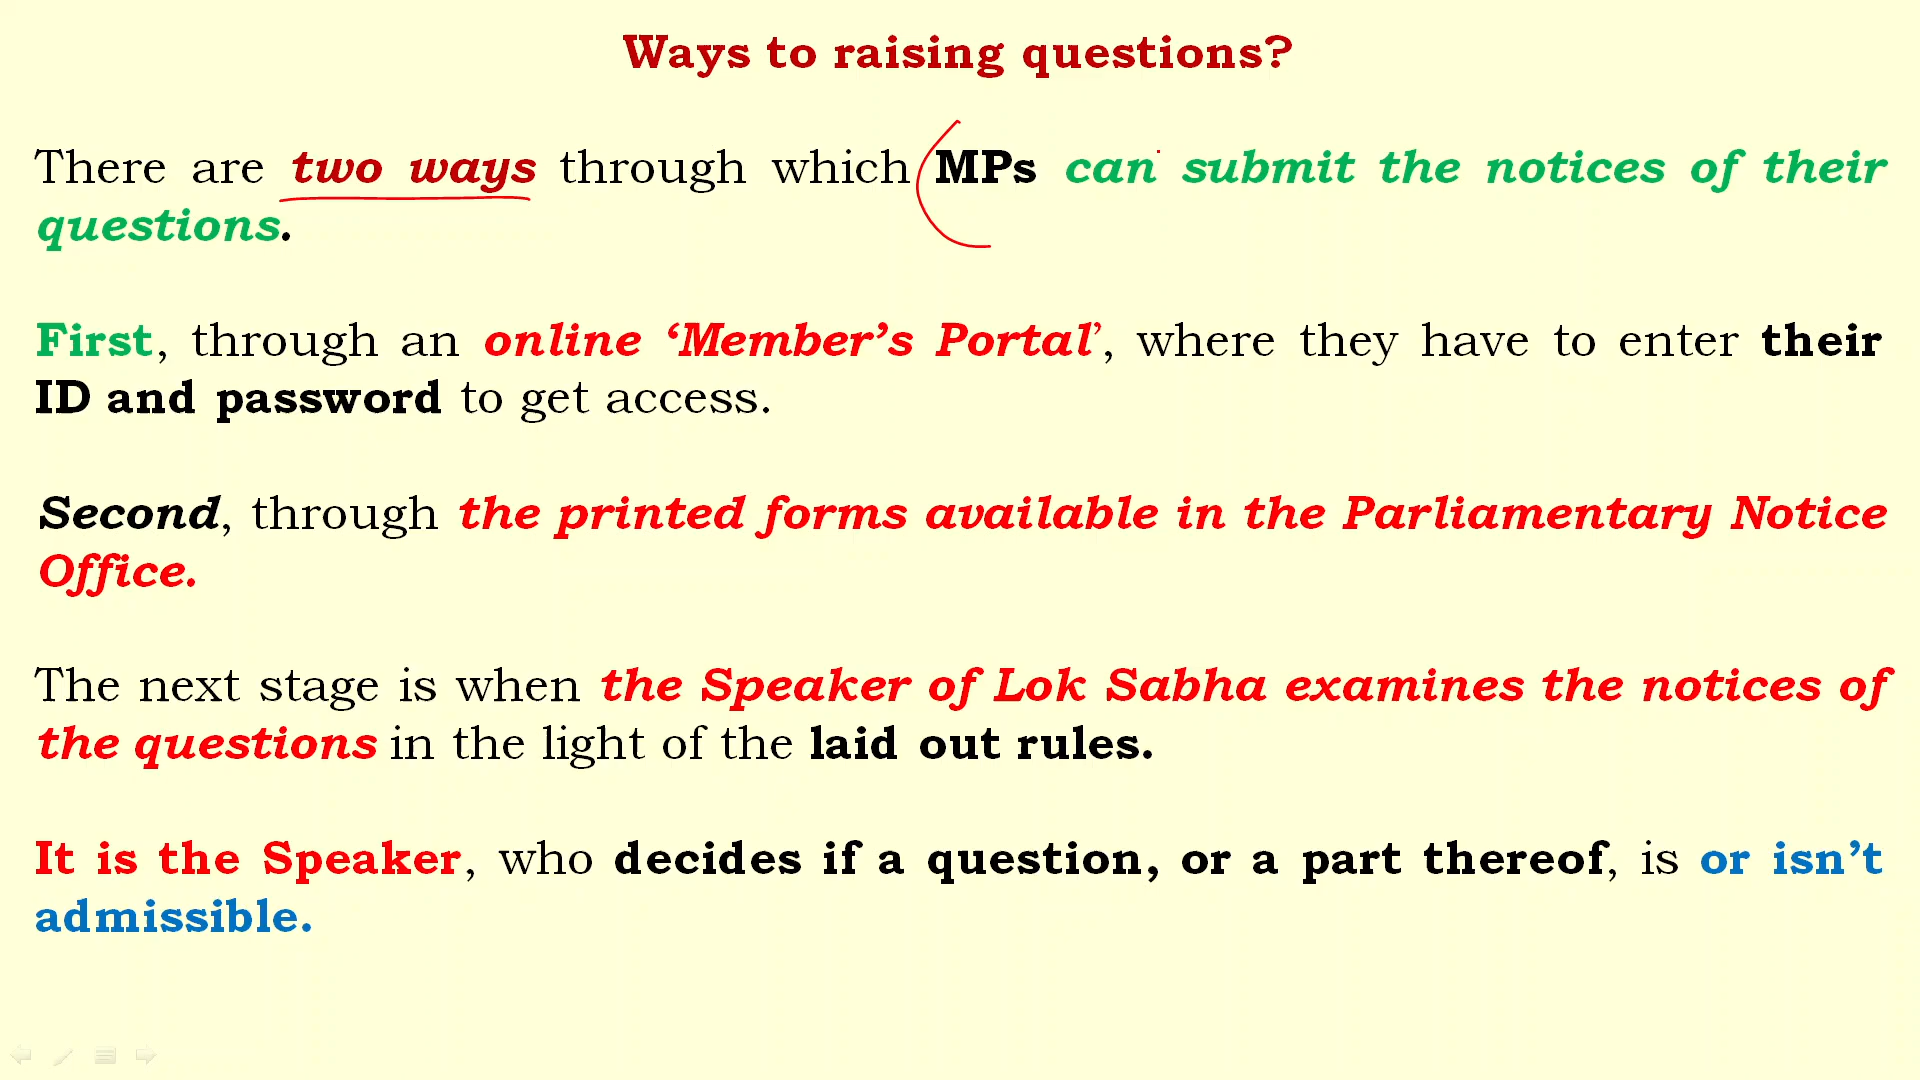 Ways to raising questions?
There are two ways through which MPs can submit the notices of their
questions.
First, through an online ‘Member’s Portal’, where they have to enter their
ID and password to get access.
Second, through the printed forms available in the Parliamentary Notice
Office.
The next stage is when the Speaker of Lok Sabha examines the notices of
the questions in the light of the laid out rules.
It is the Speaker, who decides if a question, or a part thereof, is or isn’t
admissible.